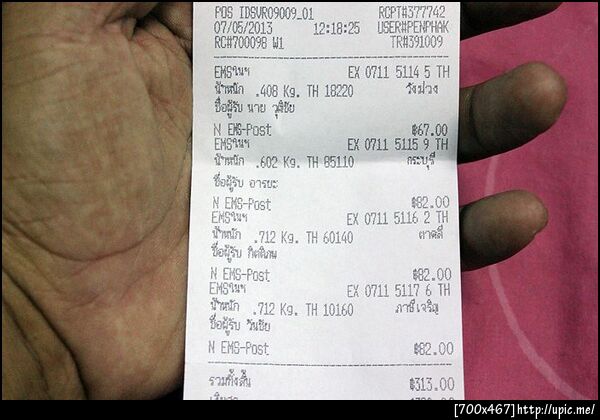 POS IDSVR09009_01 RCPT#377742
07/05/2013 12:18:25 USER#PENPHAK
RC#700098 W1 TR#391009
EMSในฯ EX 0711 5114 5 TH
น้ำหนัก .408 Kg. TH 18220 วังม่วง
ชื่อผู้รับ นาย วุฒิชัย
N EMS-Post ฿67.00
EMSในฯ EX 0711 5115 9 TH
น้ำหนัก .602 Kg. TH 85110 กระบุรี
ชื่อผู้รับ อารยะ
N EMS-Post ฿82.00
EMSในฯ EX 0711 5116 2 TH
น้ำหนัก .712 Kg. TH 60140 ตาคลี
ชื่อผู้รับ
N EMS-Post ฿82.00
EMSในฯ EX 0711 5117 6 TH
น้ำหนัก .712 Kg. TH 10160 ภาษีเจริญ
ชื่อผู้รับ วันชัย
N EMS-Post ฿82.00
รวมทั้งสิ้น ฿313.00
[700x467]http://upic.me/